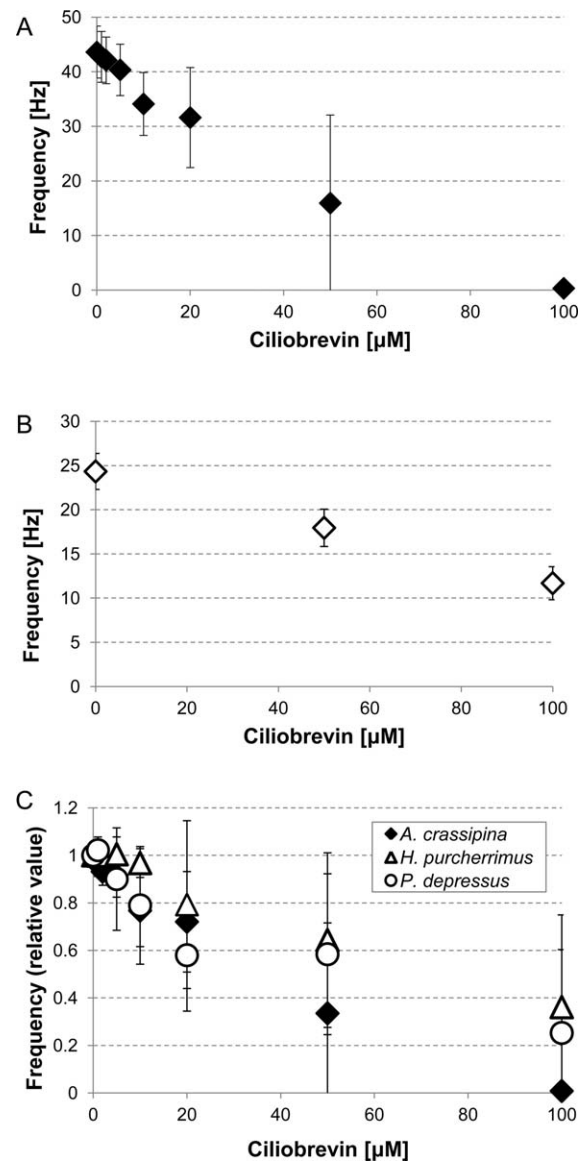 A
Frequency [Hz]
50
40
30
20
10
0
0 20 40 60 80 100
Ciliobrevin [µM]
B
Frequency [Hz]
30
25
20
15
10
5
0
0 20 40 60 80 100
Ciliobrevin [µM]
C
Frequency (relative value)
1.2
1
0.8
0.6
0.4
0.2
0
A. crassipina
H. purcherrimus
P. depressus
0 20 40 60 80 100
Ciliobrevin [µM]